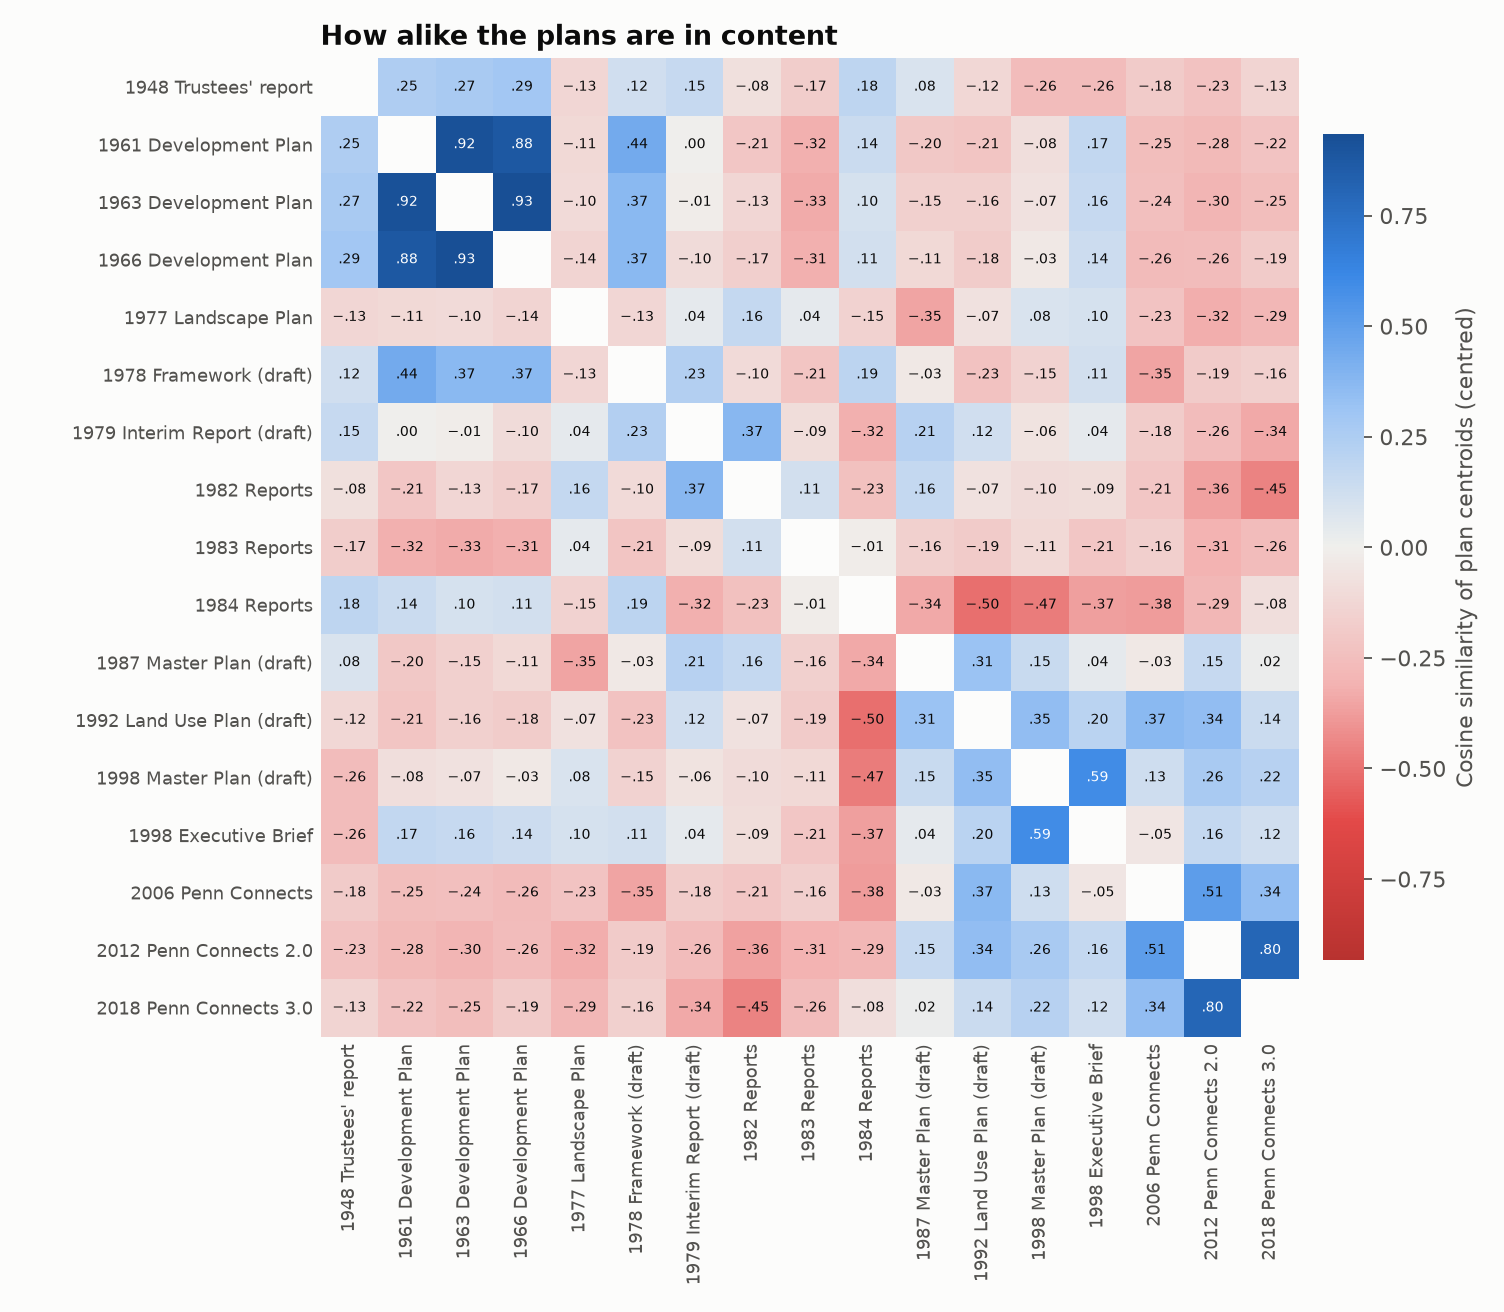 How alike the plans are in content
1948 Trustees' report .25 .27 .29 −.13 .12 .15 −.08 −.17 .18 .08 −.12 −.26 −.26 −.18 −.23 −.13
1961 Development Plan .25 .92 .88 −.11 .44 .00 −.21 −.32 .14 −.20 −.21 −.08 .17 −.25 −.28 −.22
1963 Development Plan .27 .92 .93 −.10 .37 −.01 −.13 −.33 .10 −.15 −.16 −.07 .16 −.24 −.30 −.25
1966 Development Plan .29 .88 .93 −.14 .37 −.10 −.17 −.31 .11 −.11 −.18 −.03 .14 −.26 −.26 −.19
1977 Landscape Plan −.13 −.11 −.10 −.14 −.13 .04 .16 .04 −.15 −.35 −.07 .08 .10 −.23 −.32 −.29
1978 Framework (draft) .12 .44 .37 .37 −.13 .23 −.10 −.21 .19 −.03 −.23 −.15 .11 −.35 −.19 −.16
1979 Interim Report (draft) .15 .00 −.01 −.10 .04 .23 .37 −.09 −.32 .21 .12 −.06 .04 −.18 −.26 −.34
1982 Reports −.08 −.21 −.13 −.17 .16 −.10 .37 .11 −.23 .16 −.07 −.10 −.09 −.21 −.36 −.45
1983 Reports −.17 −.32 −.33 −.31 .04 −.21 −.09 .11 −.01 −.16 −.19 −.11 −.21 −.16 −.31 −.26
1984 Reports .18 .14 .10 .11 −.15 .19 −.32 −.23 −.01 −.34 −.50 −.47 −.37 −.38 −.29 −.08
1987 Master Plan (draft) .08 −.20 −.15 −.11 −.35 −.03 .21 .16 −.16 −.34 .31 .15 .04 −.03 .15 .02
1992 Land Use Plan (draft) −.12 −.21 −.16 −.18 −.07 −.23 .12 −.07 −.19 −.50 .31 .35 .20 .37 .34 .14
1998 Master Plan (draft) −.26 −.08 −.07 −.03 .08 −.15 −.06 −.10 −.11 −.47 .15 .35 .59 .13 .26 .22
1998 Executive Brief −.26 .17 .16 .14 .10 .11 .04 −.09 −.21 −.37 .04 .20 .59 −.05 .16 .12
2006 Penn Connects −.18 −.25 −.24 −.26 −.23 −.35 −.18 −.21 −.16 −.38 −.03 .37 .13 −.05 .51 .34
2012 Penn Connects 2.0 −.23 −.28 −.30 −.26 −.32 −.19 −.26 −.36 −.31 −.29 .15 .34 .26 .16 .51 .80
2018 Penn Connects 3.0 −.13 −.22 −.25 −.19 −.29 −.16 −.34 −.45 −.26 −.08 .02 .14 .22 .12 .34 .80
1948 Trustees' report
1961 Development Plan
1963 Development Plan
1966 Development Plan
1977 Landscape Plan
1978 Framework (draft)
1979 Interim Report (draft)
1982 Reports
1983 Reports
1984 Reports
1987 Master Plan (draft)
1992 Land Use Plan (draft)
1998 Master Plan (draft)
1998 Executive Brief
2006 Penn Connects
2012 Penn Connects 2.0
2018 Penn Connects 3.0
0.75
0.50
0.25
0.00
−0.25
−0.50
−0.75
Cosine similarity of plan centroids (centred)